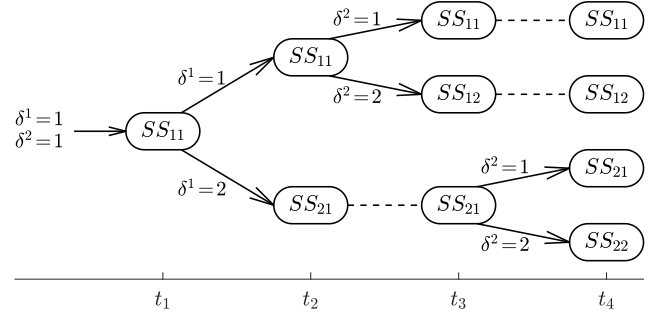 δ²=1
SS₁₁
SS₁₁
SS₁₁
δ¹=1
δ²=2
SS₁₂
SS₁₂
δ¹=1
δ²=1
SS₁₁
δ¹=2
SS₂₁
SS₂₁
δ²=1
SS₂₁
δ²=2
SS₂₂
t₁ t₂ t₃ t₄